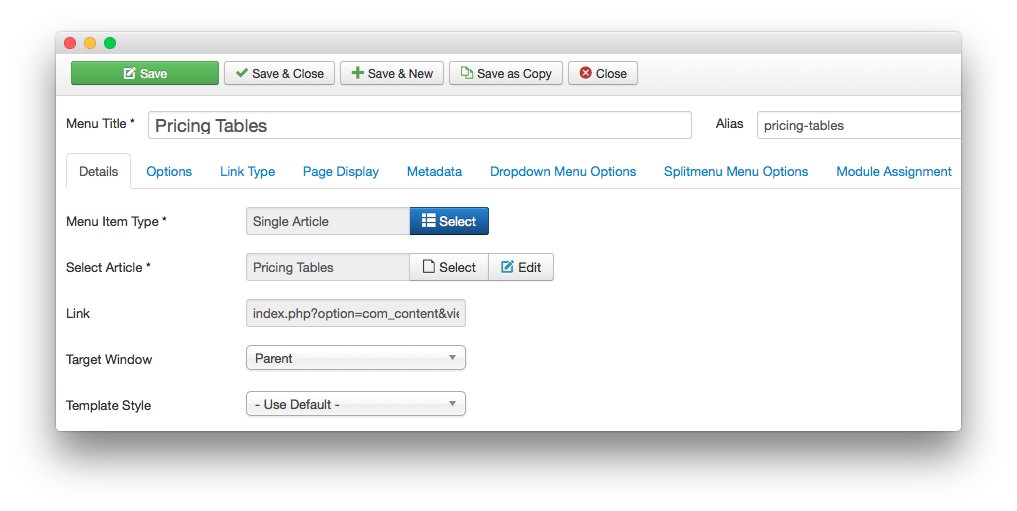 Save Save & Close Save & New Save as Copy Close
Menu Title * Pricing Tables Alias pricing-tables
Details Options Link Type Page Display Metadata Dropdown Menu Options Splitmenu Menu Options Module Assignment
Menu Item Type * Single Article Select
Select Article * Pricing Tables Select Edit
Link index.php?option=com_content&vie
Target Window Parent
Template Style - Use Default -